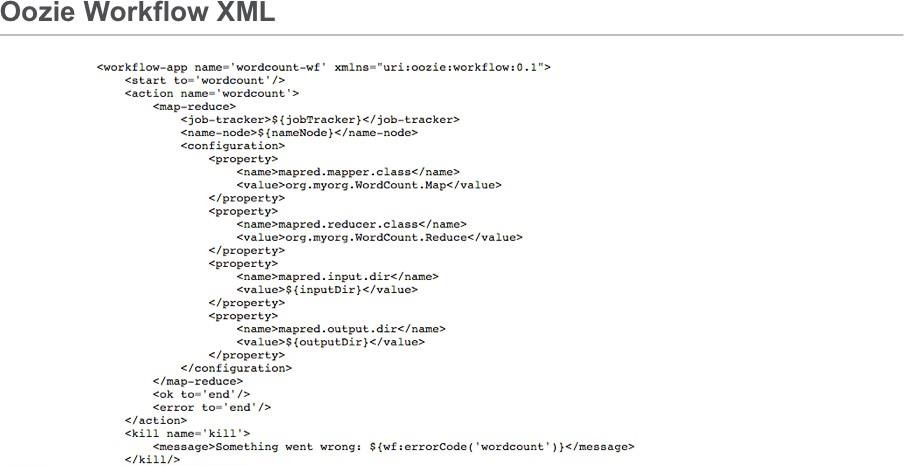 Oozie Workflow XML
<workflow-app name='wordcount-wf' xmlns="uri:oozie:workflow:0.1">
<start to='wordcount'/>
<action name='wordcount'>
<map-reduce>
<job-tracker>${jobTracker}</job-tracker>
<name-node>${nameNode}</name-node>
<configuration>
<property>
<name>mapred.mapper.class</name>
<value>org.myorg.WordCount.Map</value>
</property>
<property>
<name>mapred.reducer.class</name>
<value>org.myorg.WordCount.Reduce</value>
</property>
<property>
<name>mapred.input.dir</name>
<value>${inputDir}</value>
</property>
<property>
<name>mapred.output.dir</name>
<value>${outputDir}</value>
</property>
</configuration>
</map-reduce>
<ok to='end'/>
<error to='end'/>
</action>
<kill name='kill'>
<message>Something went wrong: ${wf:errorCode('wordcount')}</message>
</kill/>